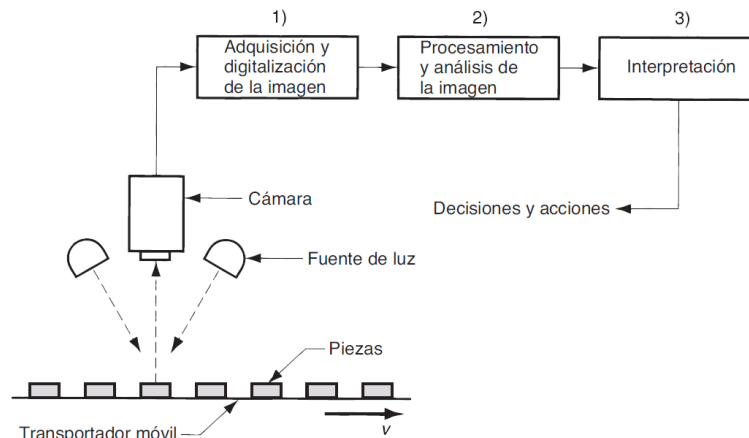 1)
2)
3)
Adquisición y
digitalización
de la imagen
Procesamiento
y análisis de
la imagen
Interpretación
Cámara
Decisiones y acciones
Fuente de luz
Piezas
Transportador móvil
v